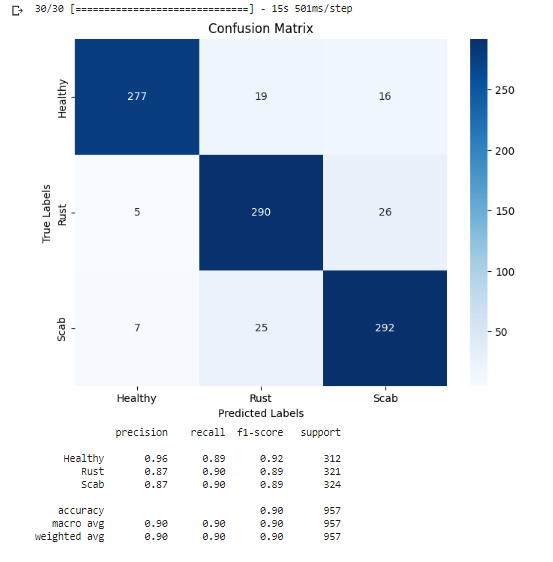 30/30 [==============================] - 15s 501ms/step
Confusion Matrix
Healthy 277 19 16
Rust 5 290 26
Scab 7 25 292
True Labels
Healthy Rust Scab
Predicted Labels
250
200
150
100
50
precision recall f1-score support
Healthy 0.96 0.89 0.92 312
Rust 0.87 0.90 0.89 321
Scab 0.87 0.90 0.89 324
accuracy 0.90 957
macro avg 0.90 0.90 0.90 957
weighted avg 0.90 0.90 0.90 957